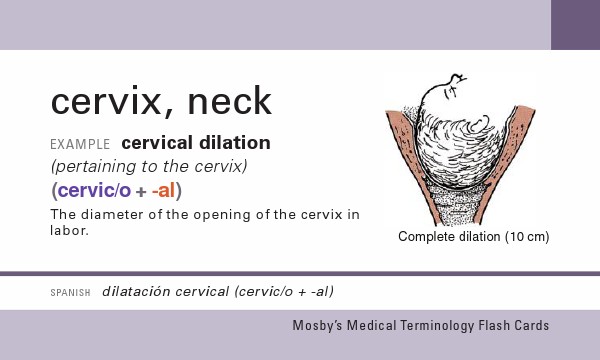 cervix, neck
EXAMPLE cervical dilation
(pertaining to the cervix)
(cervic/o + -al)
The diameter of the opening of the cervix in
labor.
Complete dilation (10 cm)
SPANISH dilatación cervical (cervic/o + -al)
Mosby's Medical Terminology Flash Cards